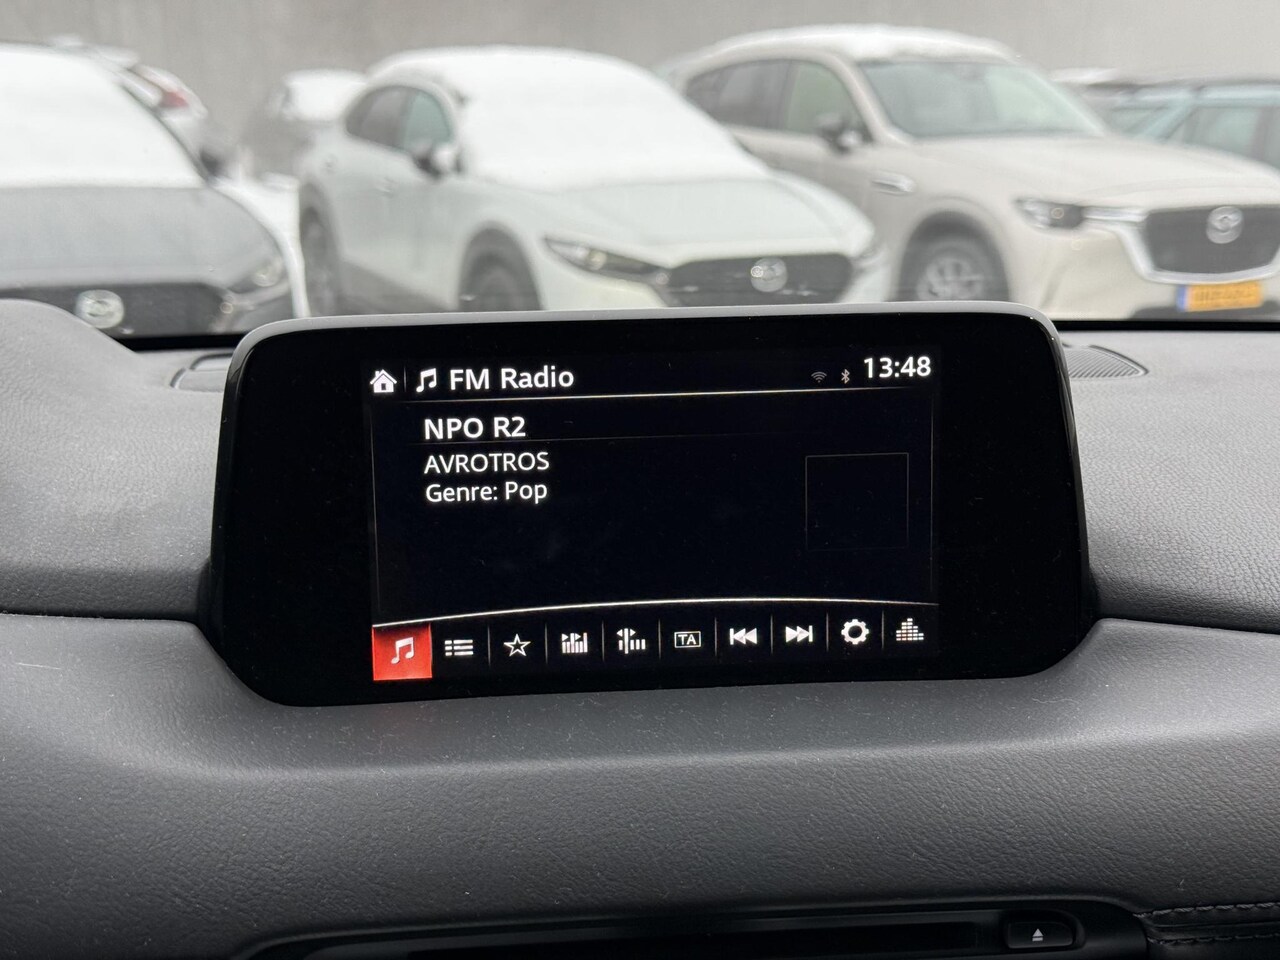 FM Radio
13:48
NPO R2
AVROTROS
Genre: Pop
TA